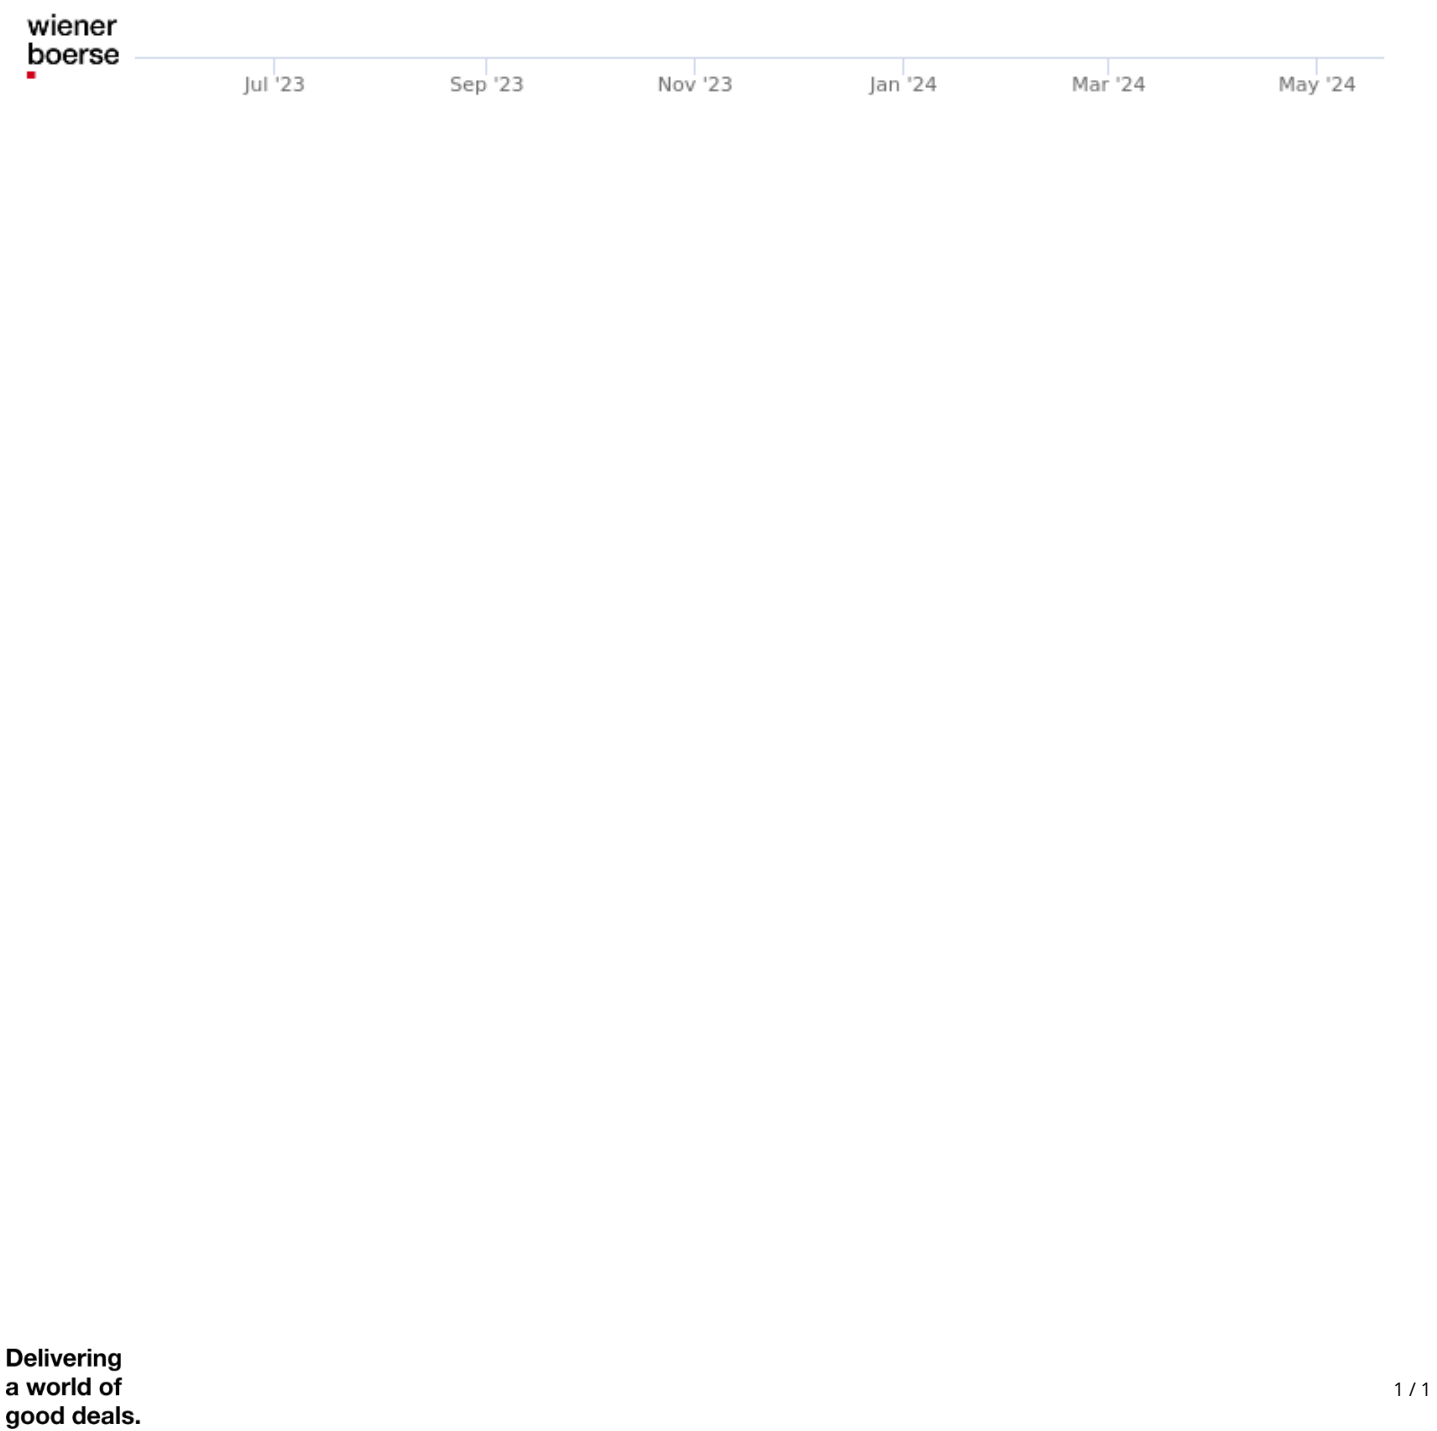 wiener
boerse
Jul '23 Sep '23 Nov '23 Jan '24 Mar '24 May '24
Delivering
a world of
good deals.
1 / 1